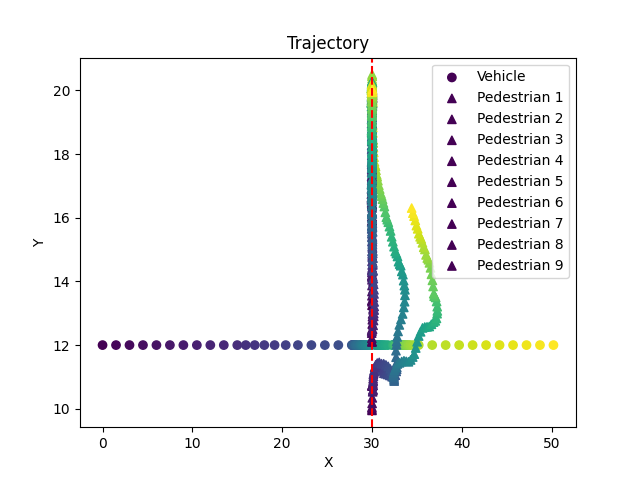 Trajectory
Vehicle
Pedestrian 1
Pedestrian 2
Pedestrian 3
Pedestrian 4
Pedestrian 5
Pedestrian 6
Pedestrian 7
Pedestrian 8
Pedestrian 9
Y
20
18
16
14
12
10
0 10 20 30 40 50
X